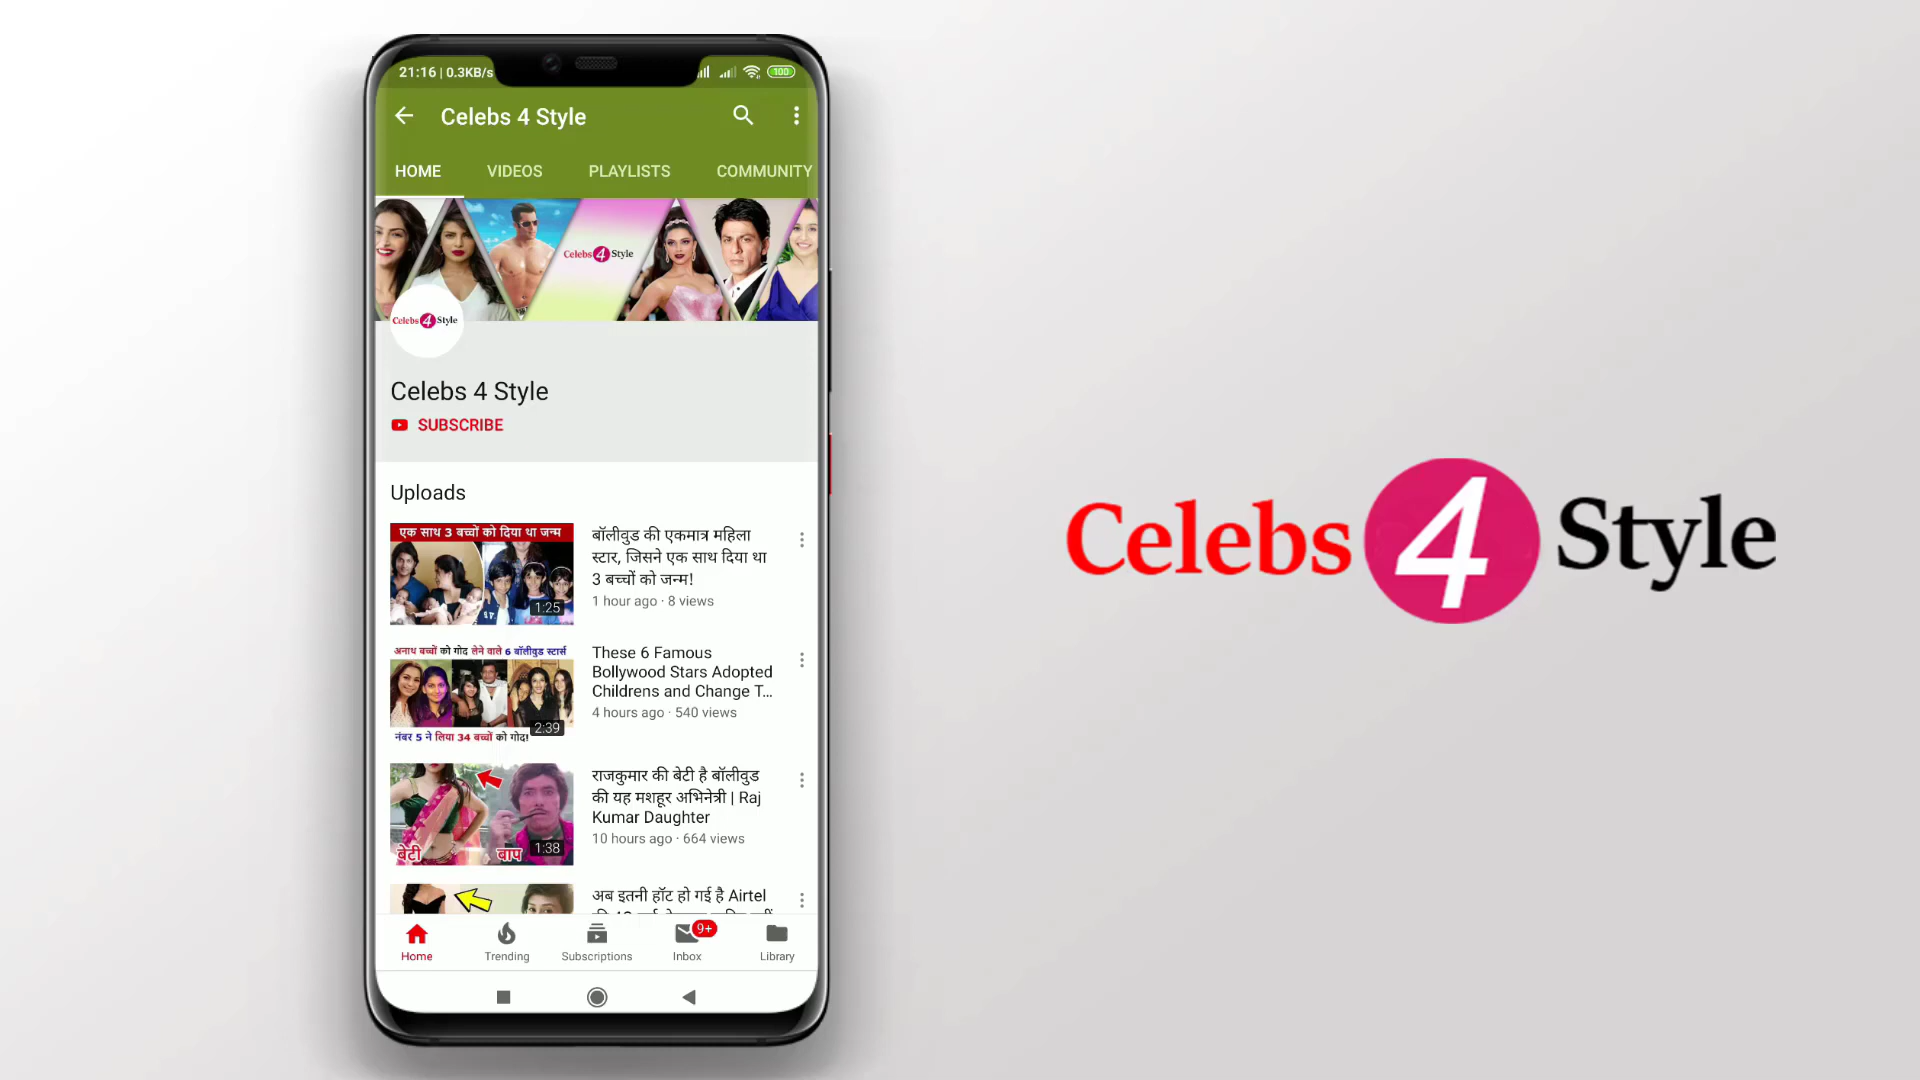 21:16 | 0.3KB/s
100
Celebs 4 Style
HOME VIDEOS PLAYLISTS COMMUNITY
Celebs 4 Style
Celebs 4 Style
Celebs 4 Style
SUBSCRIBE
Uploads
एक साथ 3 बच्चों को दिया था जन्म
1:25
बॉलीवुड की एकमात्र महिला
स्टार, जिसने एक साथ दिया था
3 बच्चों को जन्म!
1 hour ago · 8 views
अनाथ बच्चों को गोद लेने वाले 6 बॉलीवुड स्टार्स
2:39
नंबर 5 ने लिया 34 बच्चों को गोद!
These 6 Famous
Bollywood Stars Adopted
Childrens and Change T...
4 hours ago · 540 views
बेटी
बाप
1:38
राजकुमार की बेटी है बॉलीवुड
की यह मशहूर अभिनेत्री | Raj
Kumar Daughter
10 hours ago · 664 views
अब इतनी हॉट हो गई है Airtel
9+
Home Trending Subscriptions Inbox Library
Celebs 4 Style